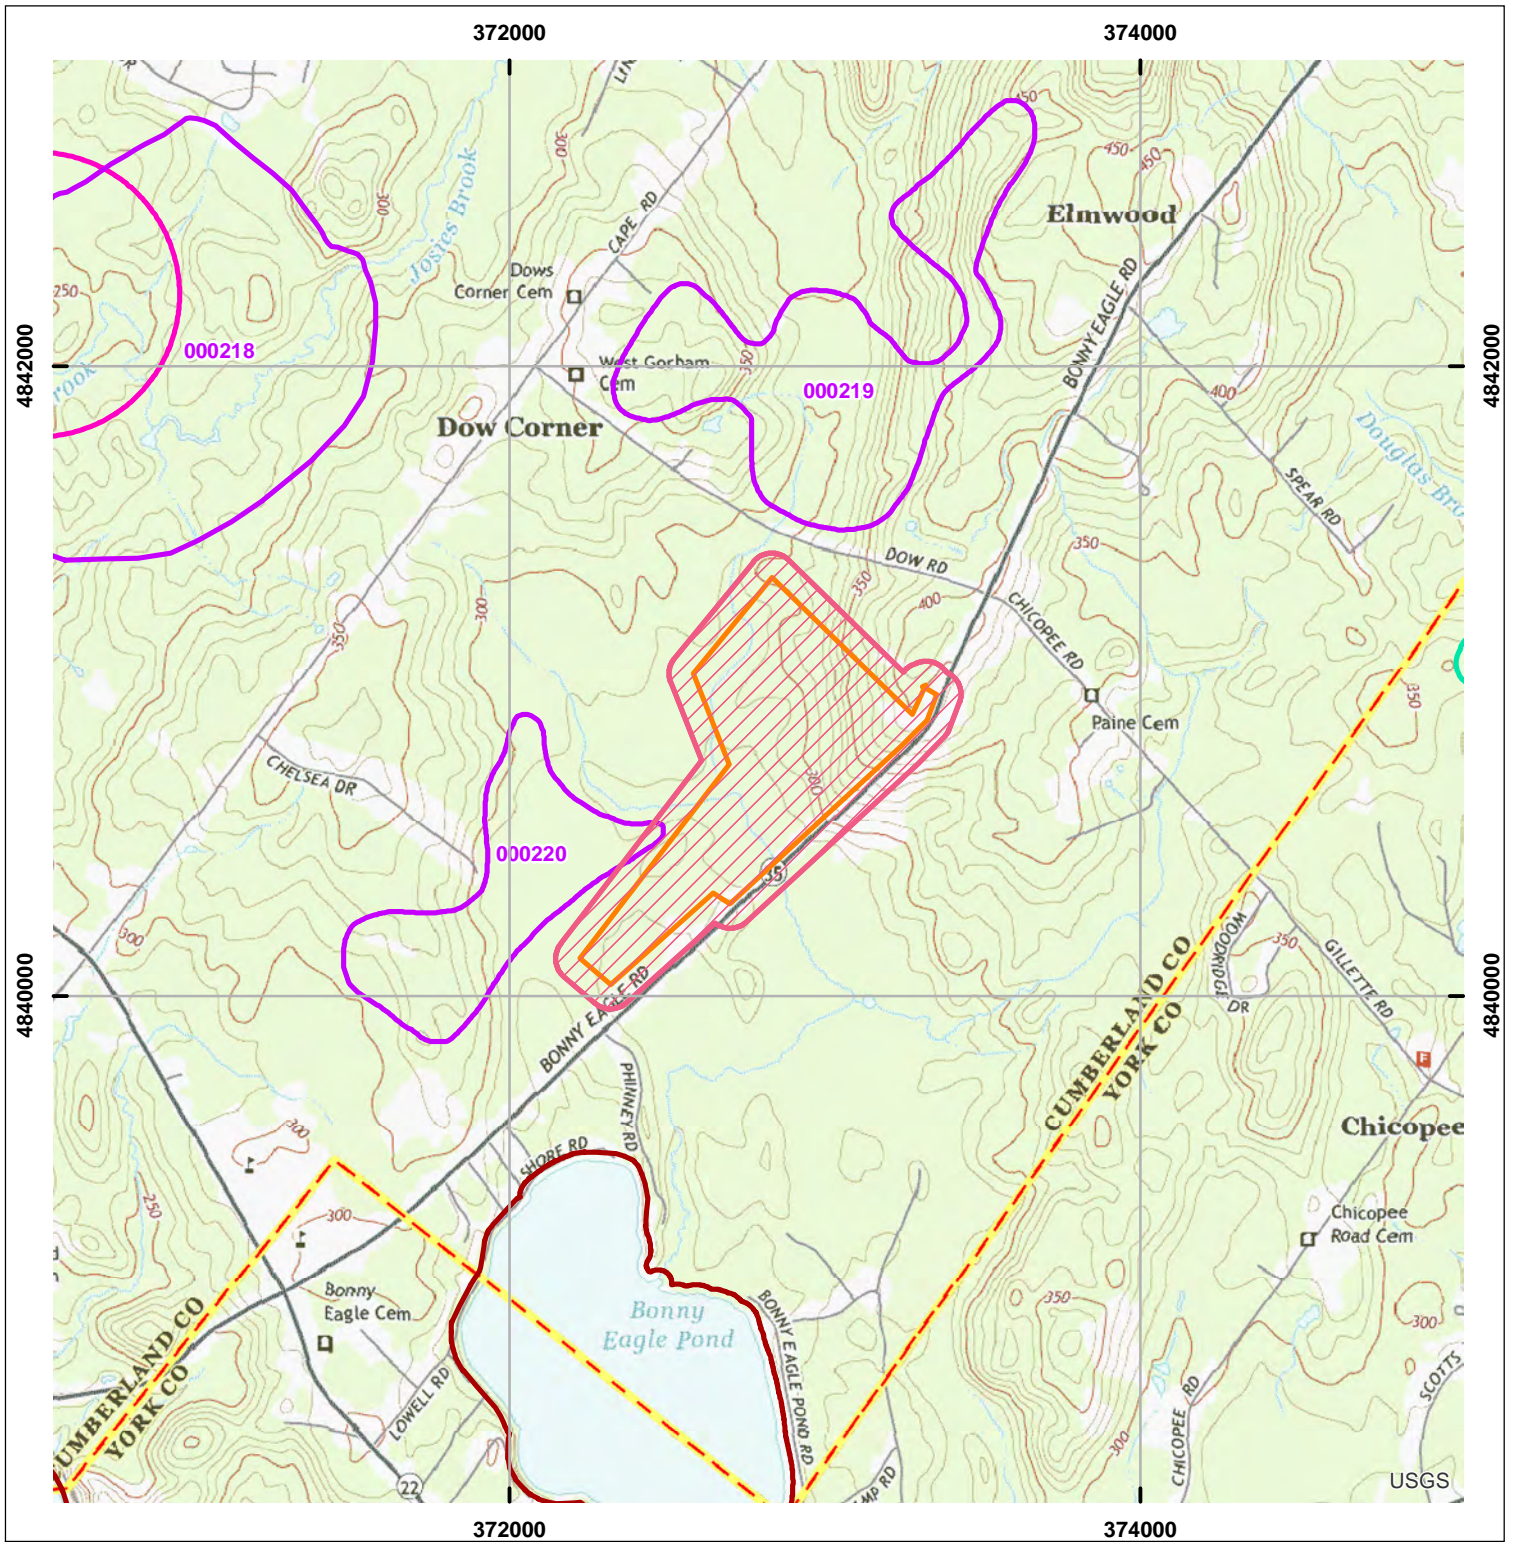 372000
374000
450
300
450
450
Josies Brook
300
CAPE RD
Elmwood
Dows
Corner Cem
250
BONNY EAGLE RD
000218
4842000
4842000
West Gorham
Cem
350
000219
400
rook
Dow Corner
Douglas Bro
SPEAR RD
350
DOW RD
350
400
300
CHICOPEE RD
350
350
Paine Cem
CHELSEA DR
300
000220
35
300
WOODRIDGE
DR
350
GILLETTE RD
CUMBERLAND CO
YORK CO
4840000
4840000
BONNY EAGLE RD
PHINNEY RD
F
Chicopee
300
SHORE RD
250
300
Chicopee
Road Cem
Bonny
Eagle Cem
Bonny
Eagle Pond
BONNY EAGLE POND RD
350
300
CUMBERLAND CO
YORK CO
LOWELL RD
SCOTTS
CHICOPEE RD
300
22
MP RD
USGS
372000
374000